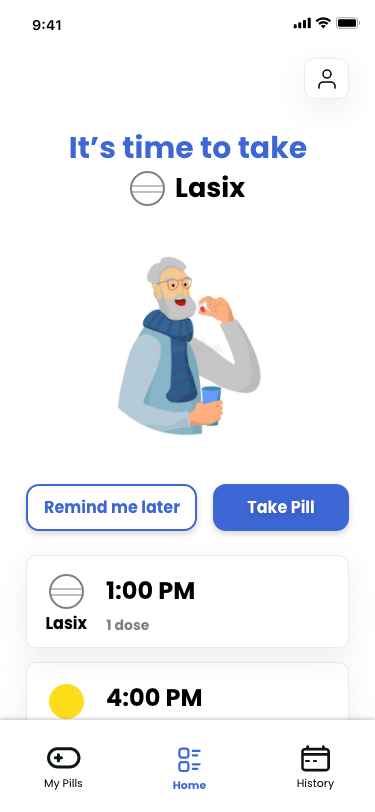 9:41
It's time to take
Lasix
Remind me later
Take Pill
1:00 PM
Lasix
1 dose
4:00 PM
My Pills
Home
History